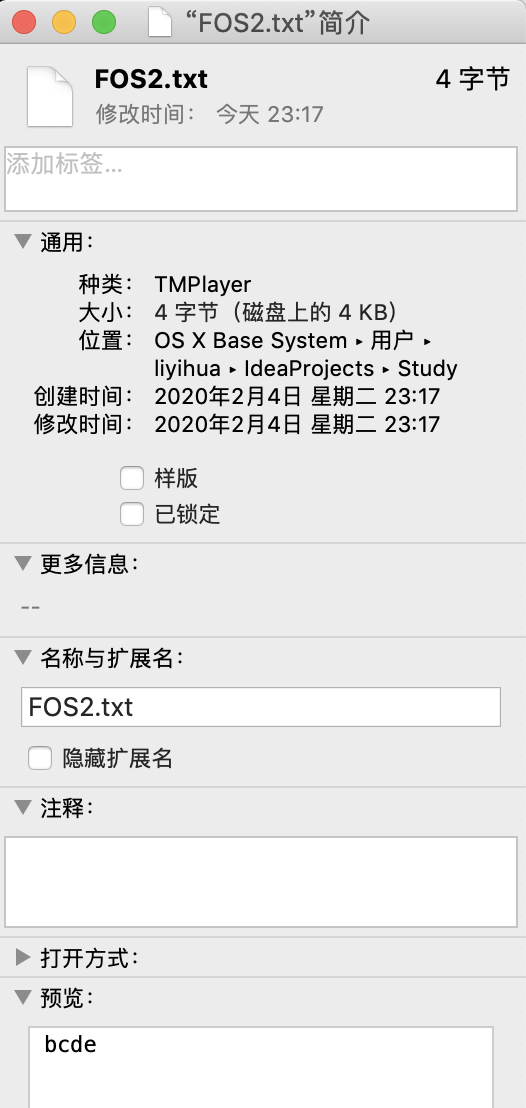 “FOS2.txt”简介
FOS2.txt 4 字节
修改时间： 今天 23:17
添加标签...
通用：
种类： TMPlayer
大小： 4 字节（磁盘上的 4 KB）
位置： OS X Base System ▸ 用户 ▸
liyihua ▸ IdeaProjects ▸ Study
创建时间： 2020年2月4日 星期二 23:17
修改时间： 2020年2月4日 星期二 23:17
样版
已锁定
更多信息：
--
名称与扩展名：
FOS2.txt
隐藏扩展名
注释：
打开方式：
预览：
bcde